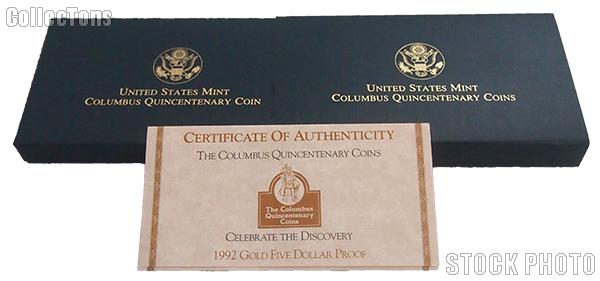 CollecTons
United States Mint
Columbus Quincentenary Coin
United States Mint
Columbus Quincentenary Coins
Certificate Of Authenticity
The Columbus Quincentenary Coins
The Columbus
Quincentenary
Coins
Celebrate the Discovery
1992 Gold Five Dollar Proof
© Rust
STOCK PHOTO